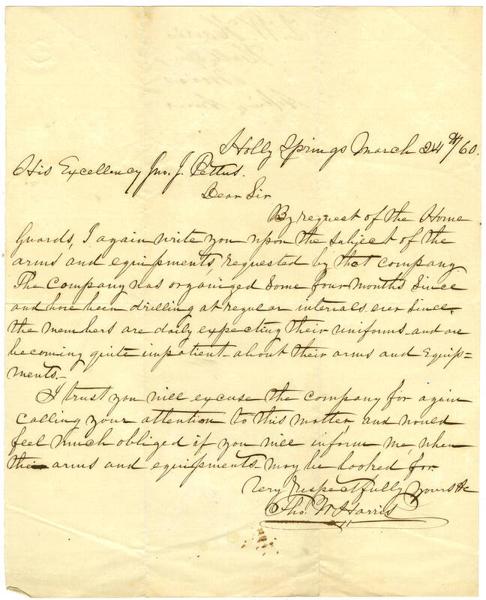 Holly Springs March 24th/60.
His Excellency Jno. J. Pettus.
Dear Sir
By request of the Home
Guards, I again write you upon the subject of the
arms and equipments requested by that company
The Company was organized some four months since
and have been drilling at regular intervals ever since.
the members are daily expecting their uniforms and are
becoming quite impatient about their arms and Equip=
ments.
I trust you will excuse the company for again
calling your attention to this matter and would
feel much obliged if you will inform me when
the arms and equipments may be looked for
Very respectfully yours &c
Tho. W Harris